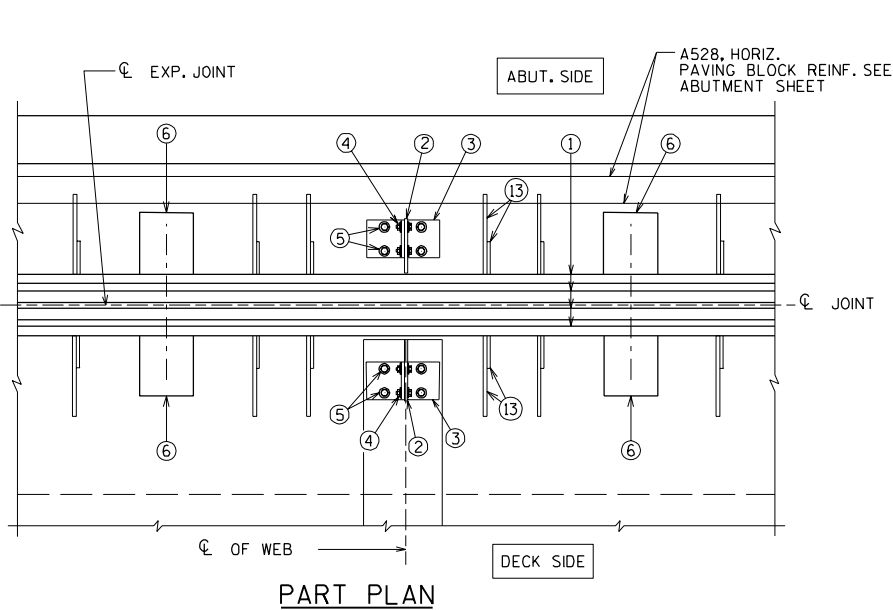 A528, HORIZ.
PAVING BLOCK REINF. SEE
ABUTMENT SHEET
℄ EXP. JOINT
ABUT. SIDE
6
4
2
3
1
6
13
5
℄ JOINT
5
13
4
2
3
6
6
℄ OF WEB
DECK SIDE
PART PLAN